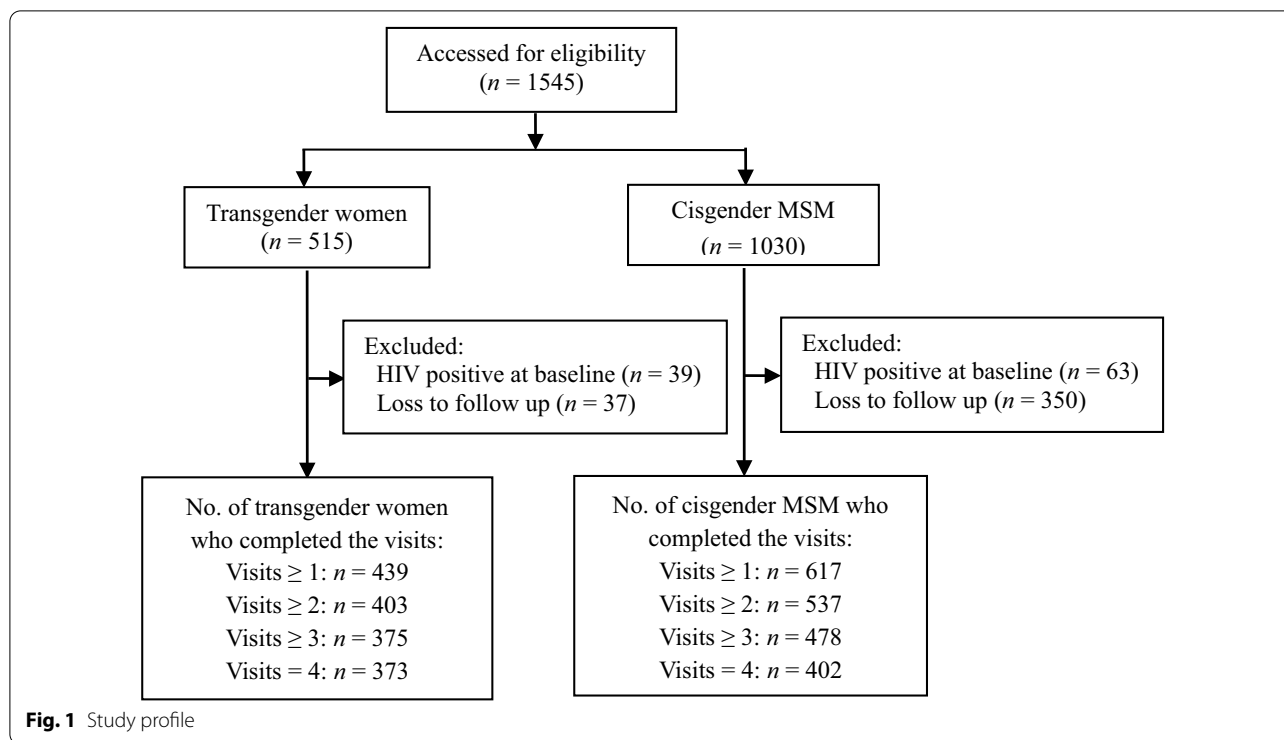 Accessed for eligibility
(n = 1545)
Transgender women
(n = 515)
Cisgender MSM
(n = 1030)
Excluded:
HIV positive at baseline (n = 39)
Loss to follow up (n = 37)
Excluded:
HIV positive at baseline (n = 63)
Loss to follow up (n = 350)
No. of transgender women
who completed the visits:
Visits ≥ 1: n = 439
Visits ≥ 2: n = 403
Visits ≥ 3: n = 375
Visits = 4: n = 373
No. of cisgender MSM who
completed the visits:
Visits ≥ 1: n = 617
Visits ≥ 2: n = 537
Visits ≥ 3: n = 478
Visits = 4: n = 402
Fig. 1 Study profile